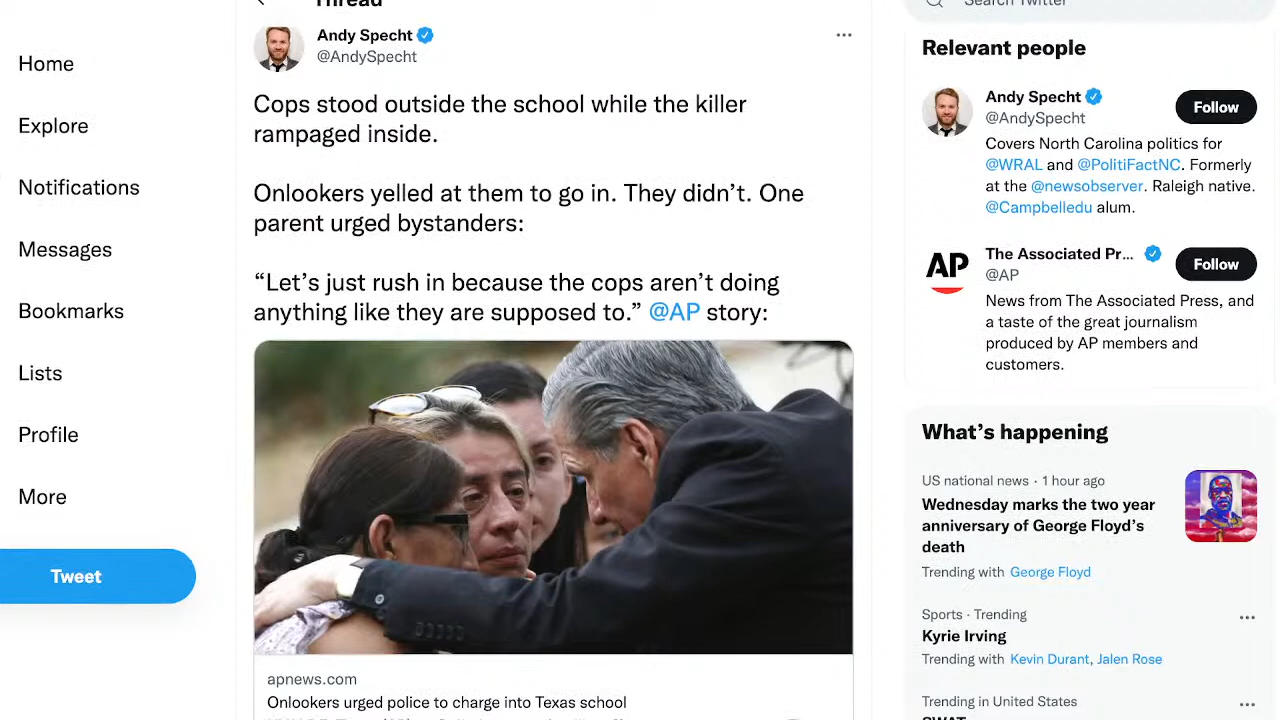 Home
Explore
Notifications
Messages
Bookmarks
Lists
Profile
More
Tweet
Thread
Andy Specht
@AndySpecht
Cops stood outside the school while the killer
rampaged inside.
Onlookers yelled at them to go in. They didn’t. One
parent urged bystanders:
“Let’s just rush in because the cops aren’t doing
anything like they are supposed to.” @AP story:
apnews.com
Onlookers urged police to charge into Texas school
Search Twitter
Relevant people
Andy Specht
@AndySpecht
Follow
Covers North Carolina politics for
@WRAL and @PolitiFactNC. Formerly
at the @newsobserver. Raleigh native.
@Campbelledu alum.
AP
The Associated Pr...
@AP
Follow
News from The Associated Press, and
a taste of the great journalism
produced by AP members and
customers.
What’s happening
US national news · 1 hour ago
Wednesday marks the two year
anniversary of George Floyd’s
death
Trending with George Floyd
Sports · Trending
Kyrie Irving
Trending with Kevin Durant, Jalen Rose
Trending in United States